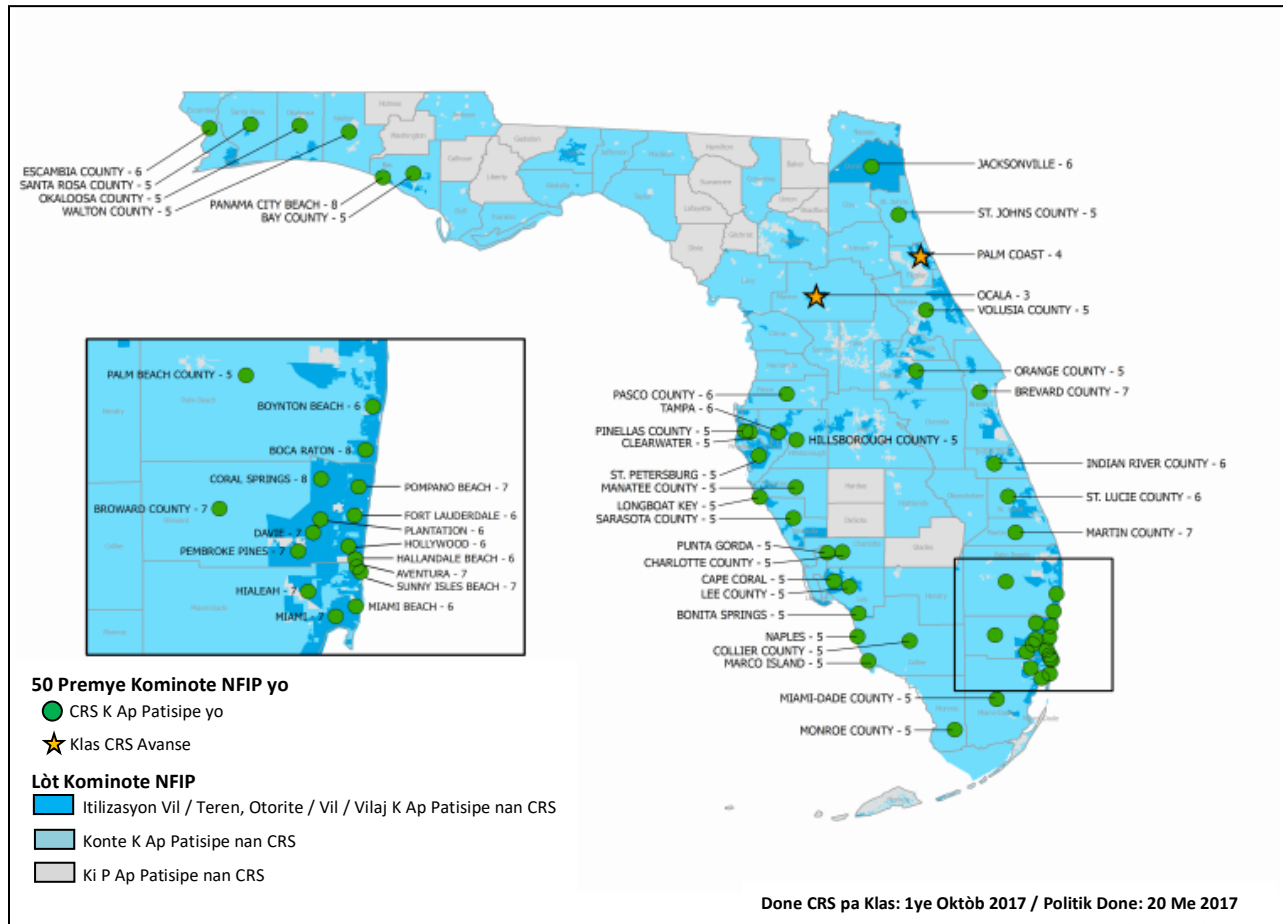 ESCAMBIA COUNTY - 6
SANTA ROSA COUNTY - 5
OKALOOSA COUNTY - 5
WALTON COUNTY - 5
PANAMA CITY BEACH - 8
BAY COUNTY - 5
JACKSONVILLE - 6
ST. JOHNS COUNTY - 5
PALM COAST - 4
OCALA - 3
VOLUSIA COUNTY - 5
ORANGE COUNTY - 5
BREVARD COUNTY - 7
PASCO COUNTY - 6
TAMPA - 6
PINELLAS COUNTY - 5
CLEARWATER - 5
HILLSBOROUGH COUNTY - 5
ST. PETERSBURG - 5
MANATEE COUNTY - 5
LONGBOAT KEY - 5
SARASOTA COUNTY - 5
INDIAN RIVER COUNTY - 6
ST. LUCIE COUNTY - 6
MARTIN COUNTY - 7
PUNTA GORDA - 5
CHARLOTTE COUNTY - 5
CAPE CORAL - 5
LEE COUNTY - 5
BONITA SPRINGS - 5
NAPLES - 5
COLLIER COUNTY - 5
MARCO ISLAND - 5
MIAMI-DADE COUNTY - 5
MONROE COUNTY - 5
PALM BEACH COUNTY - 5
BOYNTON BEACH - 6
BOCA RATON - 8
CORAL SPRINGS - 8
POMPANO BEACH - 7
BROWARD COUNTY - 7
FORT LAUDERDALE - 6
PLANTATION - 6
DAVIE - 7
HOLLYWOOD - 6
PEMBROKE PINES - 7
HALLANDALE BEACH - 6
AVENTURA - 7
SUNNY ISLES BEACH - 7
HIALEAH - 7
MIAMI BEACH - 6
MIAMI - 7
50 Premye Kominote NFIP yo
CRS K Ap Patisipe yo
Klas CRS Avanse
Lòt Kominote NFIP
Itilizasyon Vil / Teren, Otorite / Vil / Vilaj K Ap Patisipe nan CRS
Konte K Ap Patisipe nan CRS
Ki P Ap Patisipe nan CRS
Done CRS pa Klas: 1ye Oktòb 2017 / Politik Done: 20 Me 2017